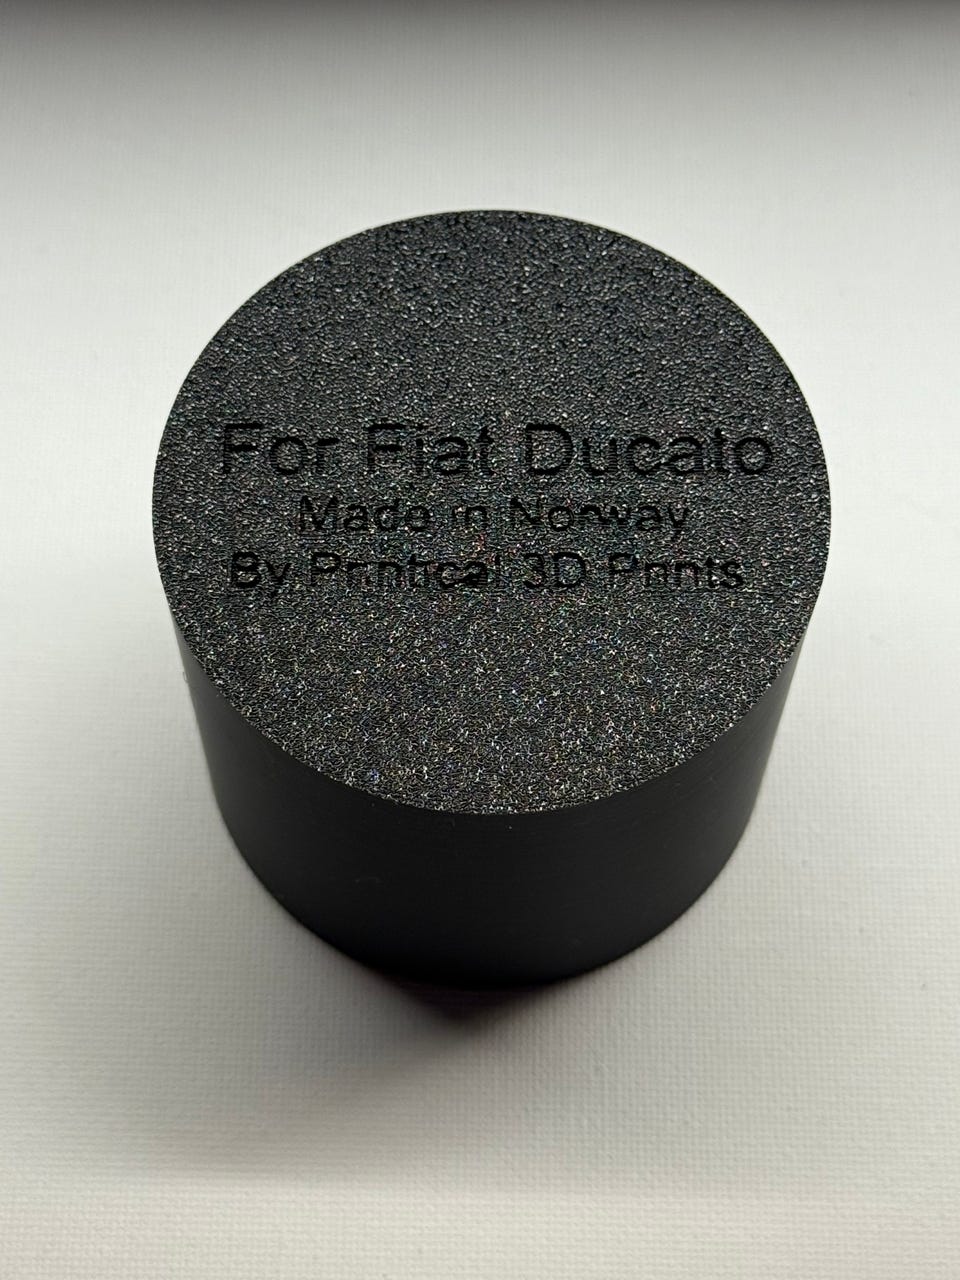 For Fiat Ducato
Made in Norway
By Printical 3D Prints